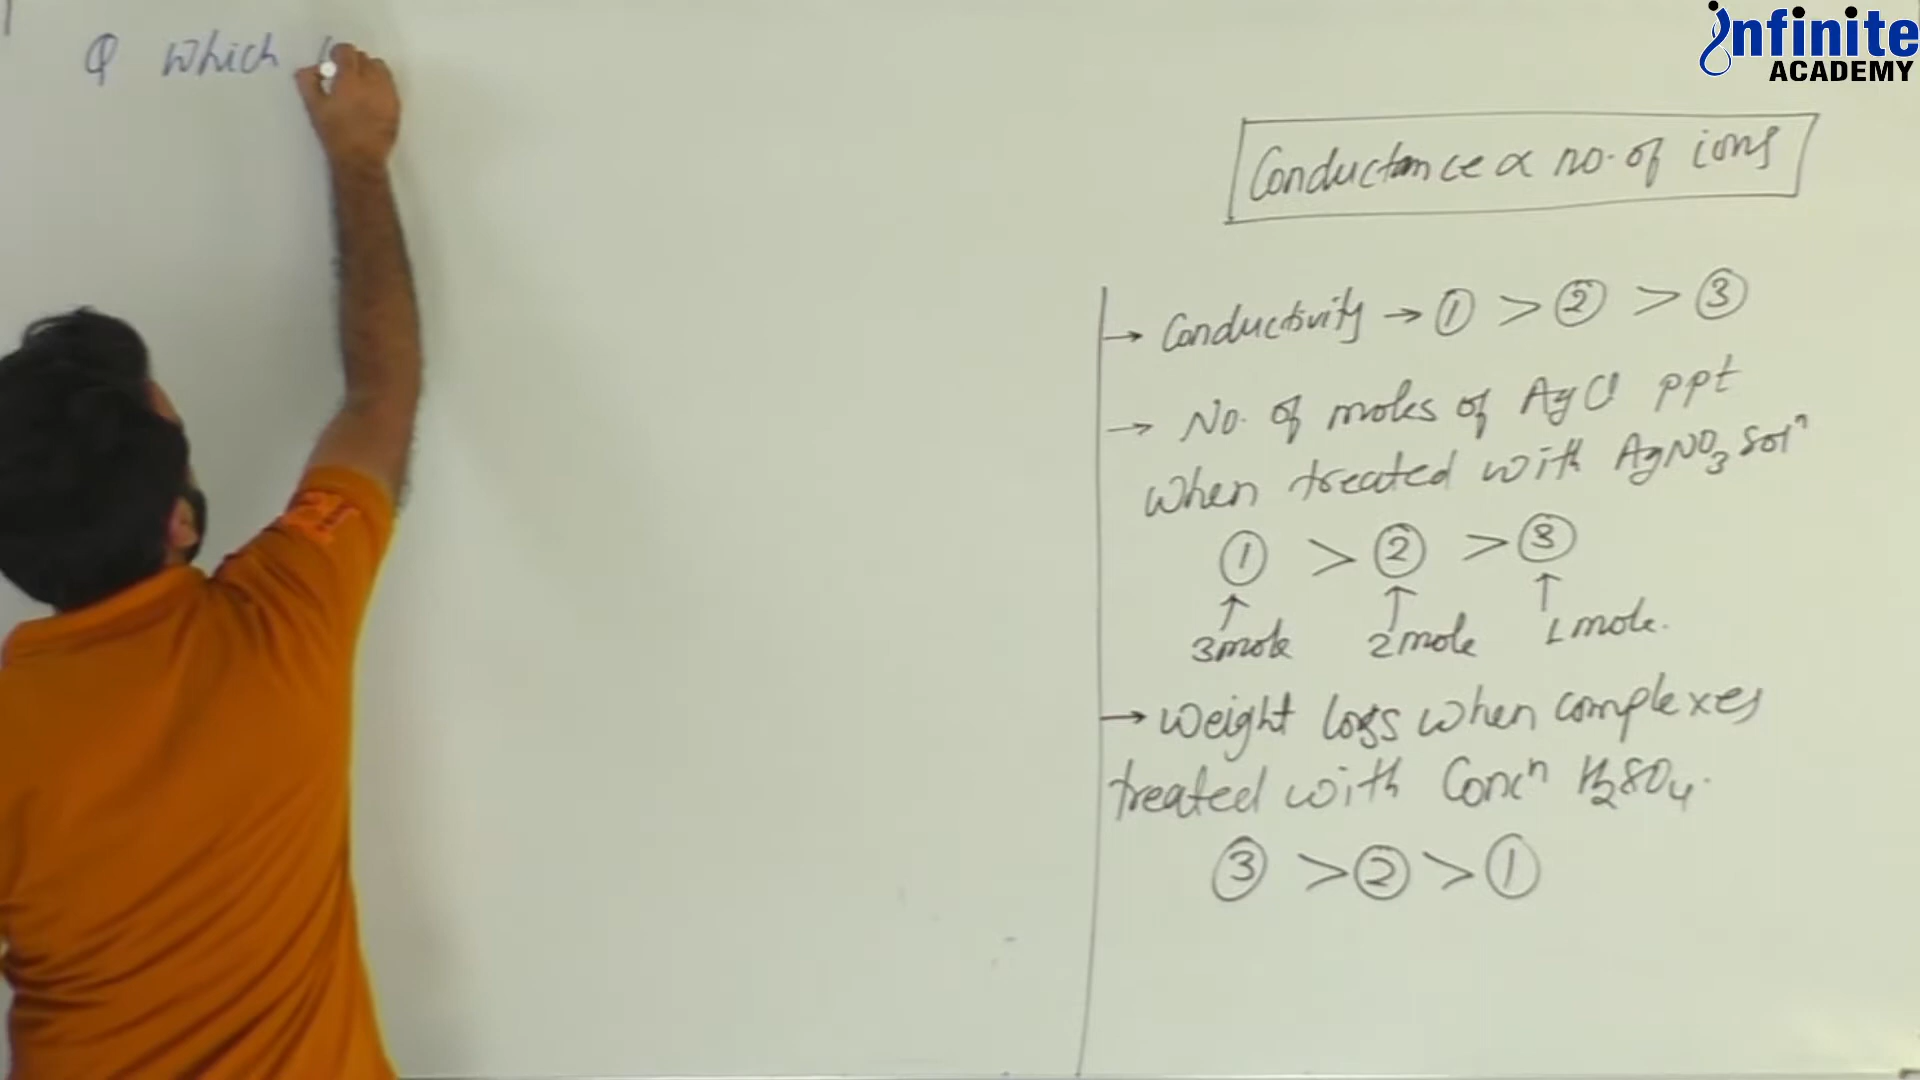 Q which
infinite
ACADEMY
Conductance ∝ no. of ions
→ Conductivity → ① > ② > ③
→ No. of moles of AgCl ppt
when treated with AgNO₃ solⁿ
① > ② > ③
↑ ↑ ↑
3mole 2mole 1mole.
→ weight loss when complexes
treated with Concⁿ H₂SO₄.
③ > ② > ①